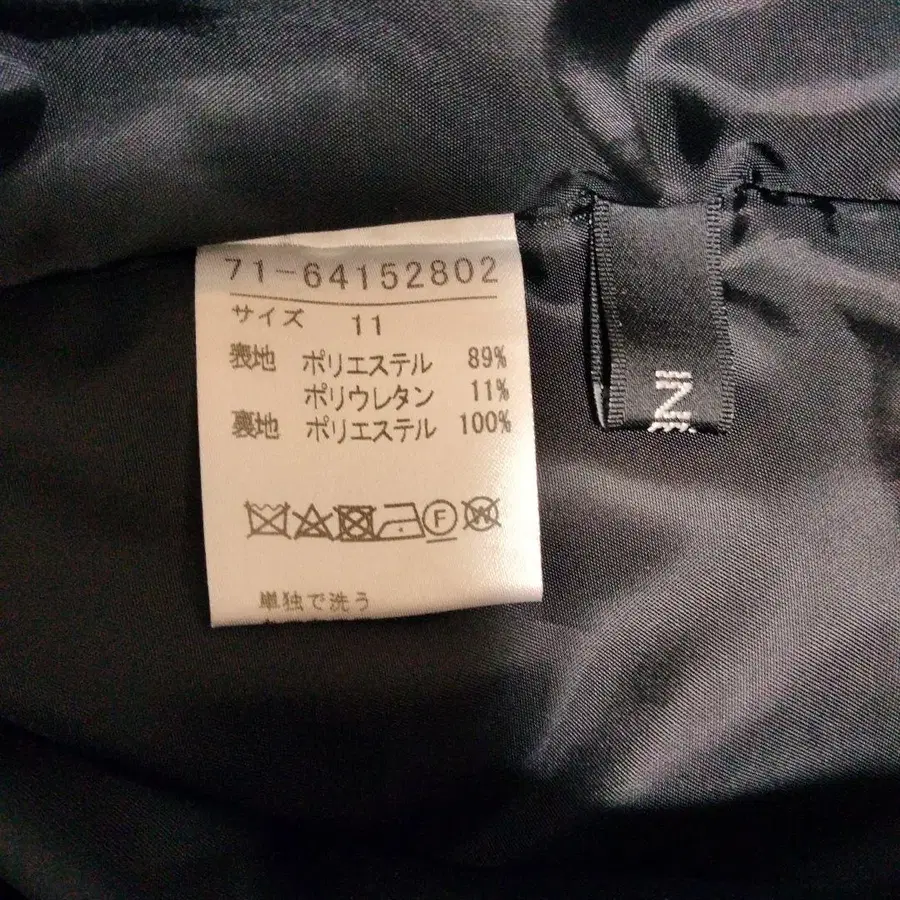 71-64152802
サイズ 11
表地 ポリエステル 89%
ポリウレタン 11%
裏地 ポリエステル 100%
F W
単独で洗う